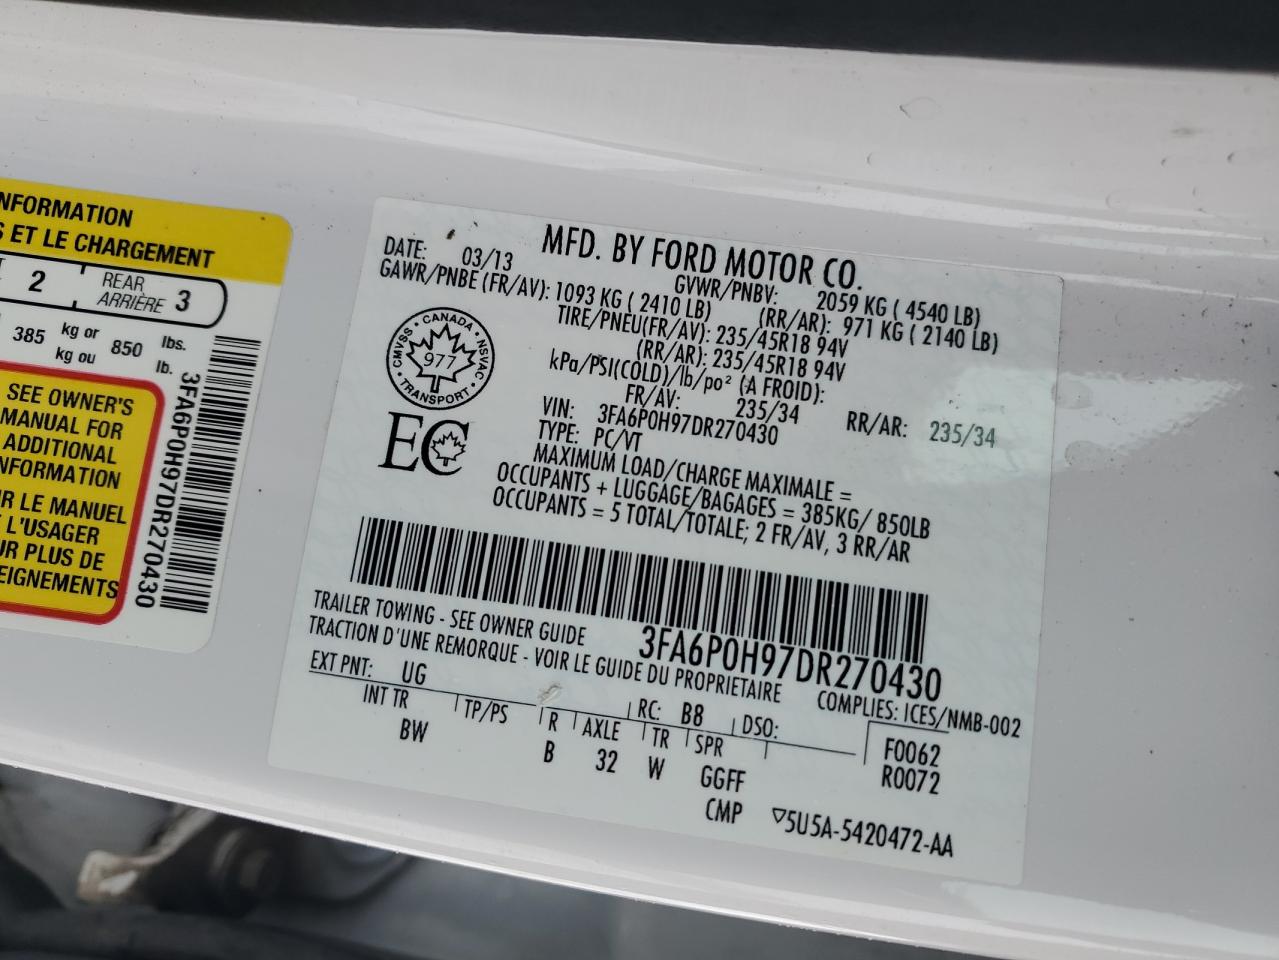 NFORMATION
S ET LE CHARGEMENT
2 REAR ARRIÈRE 3
385 kg or kg ou 850 lbs. lb.
SEE OWNER'S
MANUAL FOR
ADDITIONAL
NFORMATION
R LE MANUEL
L'USAGER
UR PLUS DE
EIGNEMENTS
3FA6P0H97DR270430
MFD. BY FORD MOTOR CO.
DATE: 03/13 GVWR/PNBV: 2059 KG ( 4540 LB)
GAWR/PNBE (FR/AV): 1093 KG ( 2410 LB) (RR/AR): 971 KG ( 2140 LB)
TIRE/PNEU(FR/AV): 235/45R18 94V
(RR/AR): 235/45R18 94V
kPa/PSI(COLD)/lb/po² (A FROID):
FR/AV: 235/34 RR/AR: 235/34
VIN: 3FA6P0H97DR270430
TYPE: PC/VT
MAXIMUM LOAD/CHARGE MAXIMALE =
OCCUPANTS + LUGGAGE/BAGAGES = 385KG/ 850LB
OCCUPANTS = 5 TOTAL/TOTALE; 2 FR/AV, 3 RR/AR
CANADA · NSVAC · TRANSPORT · CMVSS ·
977
EC
3FA6P0H97DR270430
TRAILER TOWING - SEE OWNER GUIDE
TRACTION D'UNE REMORQUE - VOIR LE GUIDE DU PROPRIETAIRE
COMPLIES: ICES/NMB-002
EXT PNT: UG RC: B8 DSO:
INT TR TP/PS R AXLE TR SPR F0062
BW B 32 W GGFF R0072
CMP ▽5U5A-5420472-AA